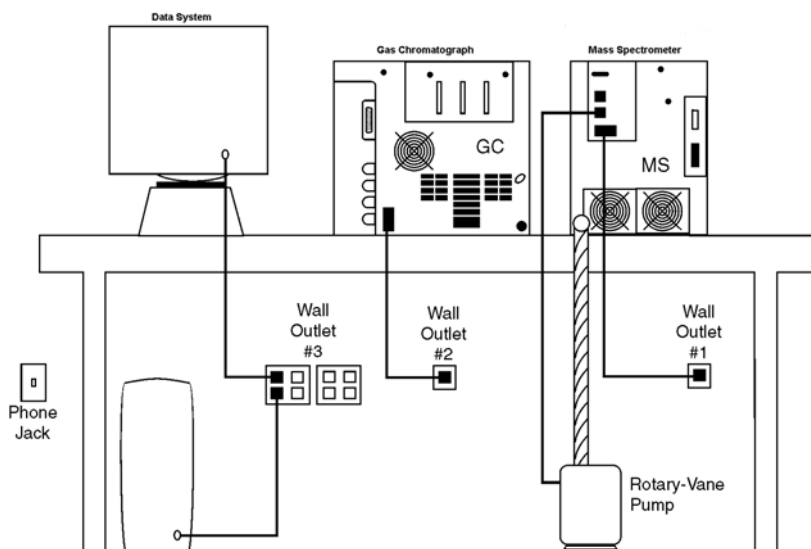 Data System
Gas Chromatograph
Mass Spectrometer
GC
MS
Wall
Outlet
#3
Wall
Outlet
#2
Wall
Outlet
#1
Phone
Jack
Rotary-Vane
Pump